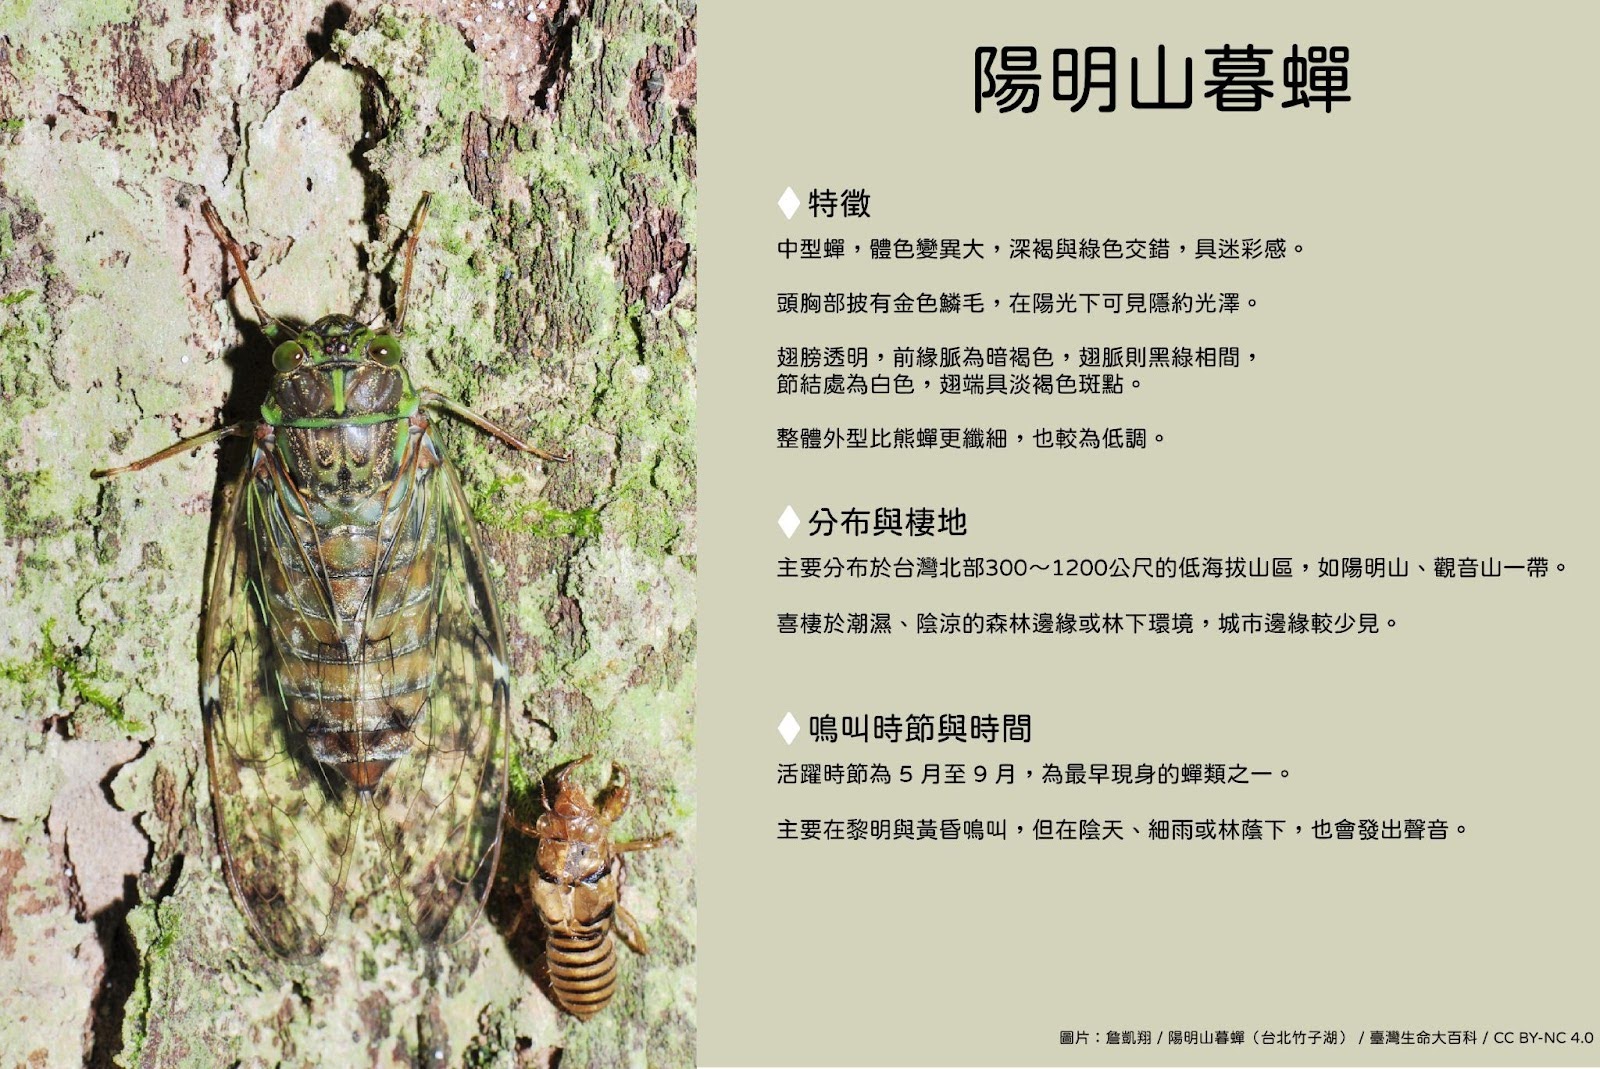 陽明山暮蟬
特徵
中型蟬，體色變異大，深褐與綠色交錯，具迷彩感。
頭胸部披有金色鱗毛，在陽光下可見隱約光澤。
翅膀透明，前緣脈為暗褐色，翅脈則黑綠相間，
節結處為白色，翅端具淡褐色斑點。
整體外型比熊蟬更纖細，也較為低調。
分布與棲地
主要分布於台灣北部300～1200公尺的低海拔山區，如陽明山、觀音山一帶。
喜棲於潮濕、陰涼的森林邊緣或林下環境，城市邊緣較少見。
鳴叫時節與時間
活躍時節為 5 月至 9 月，為最早現身的蟬類之一。
主要在黎明與黃昏鳴叫，但在陰天、細雨或林蔭下，也會發出聲音。
圖片：詹凱翔 / 陽明山暮蟬（台北竹子湖） / 臺灣生命大百科 / CC BY-NC 4.0